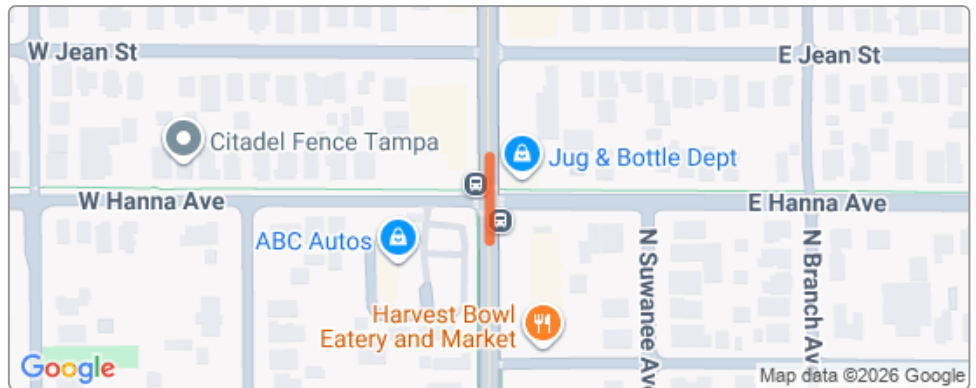 W Jean St
E Jean St
Citadel Fence Tampa
Jug & Bottle Dept
W Hanna Ave
E Hanna Ave
ABC Autos
N Suwanee Ave
N Branch Av
Harvest Bowl
Eatery and Market
Google
Map data ©2026 Google